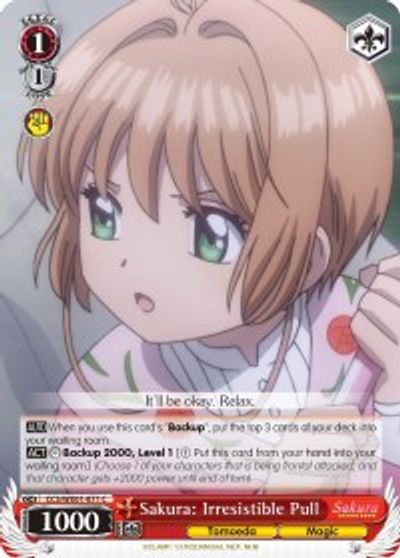 1
1
It'll be okay. Relax.
AUTO When you use this card's "Backup", put the top 3 cards of your deck into
your waiting room.
ACT Backup 2000, Level 1 [① Put this card from your hand into your
waiting room] (Choose 1 of your characters that is being frontal attacked, and
that character gets +2000 power until end of turn)
1000
Sakura: Irresistible Pull
Sakura
Tomoeda
Magic